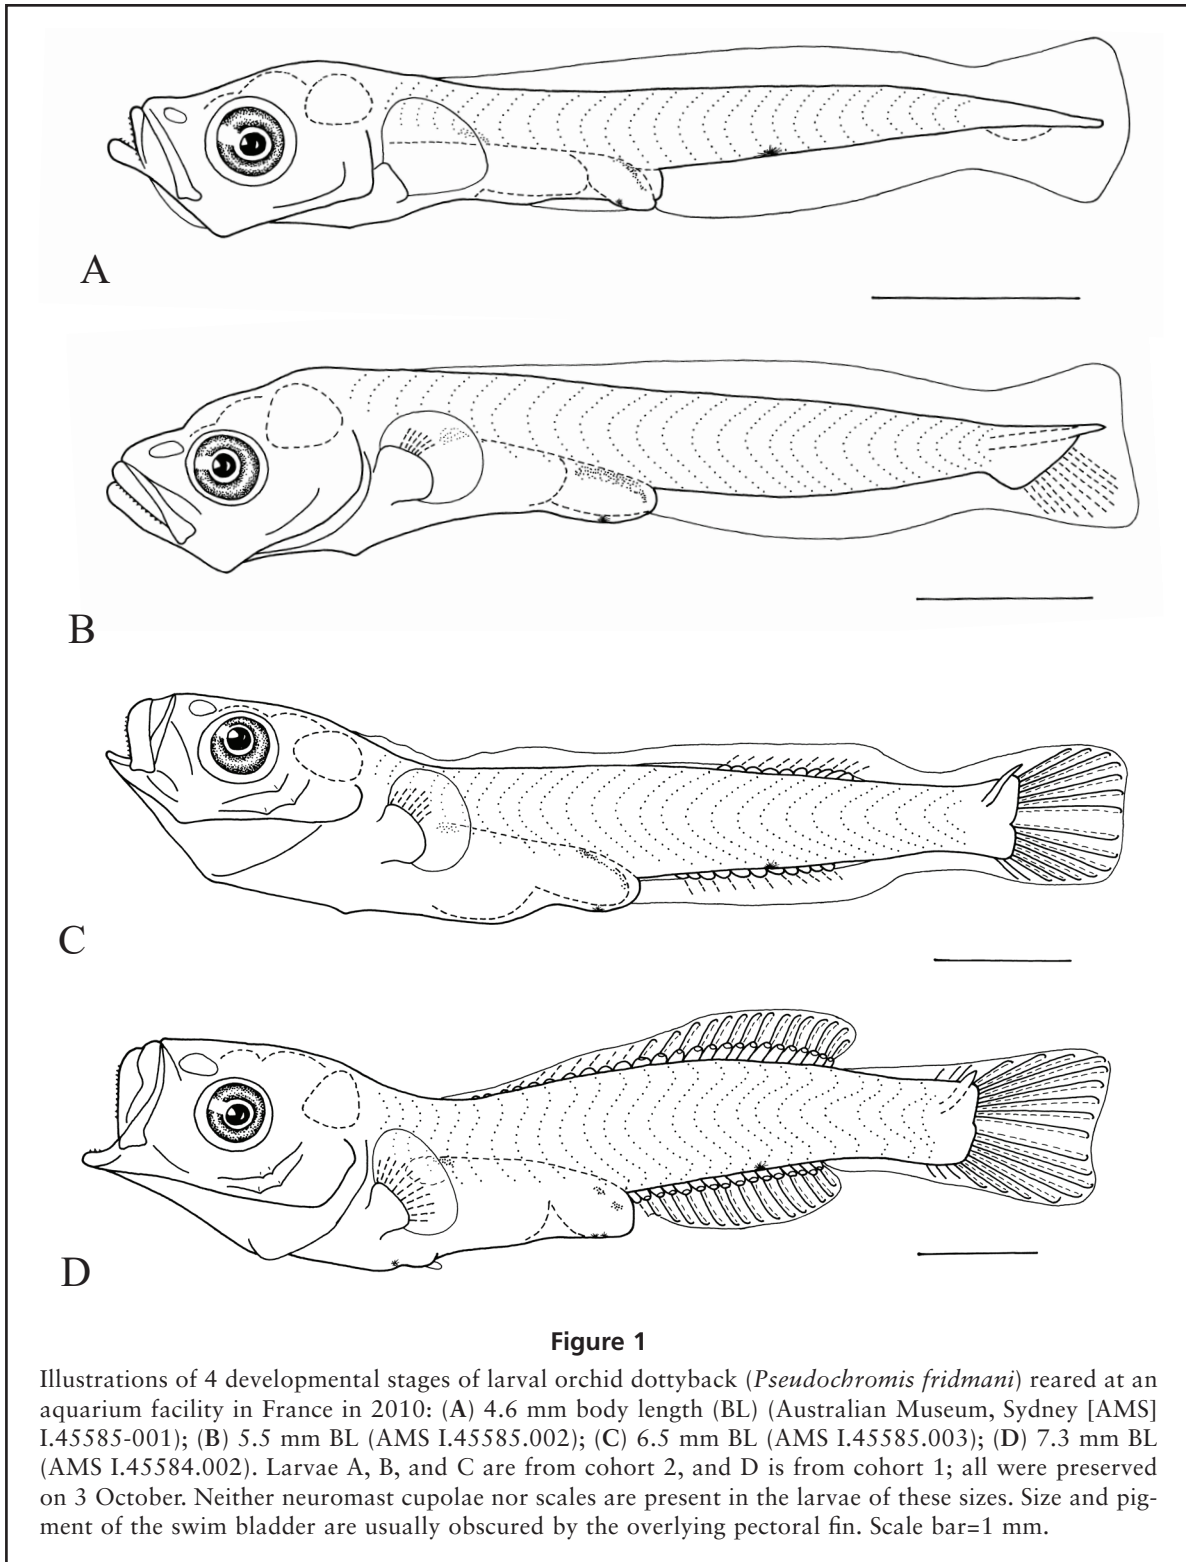 A
B
C
D
Figure 1
Illustrations of 4 developmental stages of larval orchid dottyback (Pseudochromis fridmani) reared at an
aquarium facility in France in 2010: (A) 4.6 mm body length (BL) (Australian Museum, Sydney [AMS]
I.45585-001); (B) 5.5 mm BL (AMS I.45585.002); (C) 6.5 mm BL (AMS I.45585.003); (D) 7.3 mm BL
(AMS I.45584.002). Larvae A, B, and C are from cohort 2, and D is from cohort 1; all were preserved
on 3 October. Neither neuromast cupolae nor scales are present in the larvae of these sizes. Size and pig-
ment of the swim bladder are usually obscured by the overlying pectoral fin. Scale bar=1 mm.